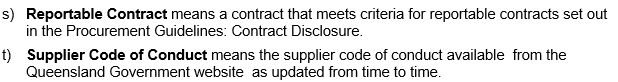 s) Reportable Contract means a contract that meets criteria for reportable contracts set out
in the Procurement Guidelines: Contract Disclosure.
t) Supplier Code of Conduct means the supplier code of conduct available from the
Queensland Government website as updated from time to time.